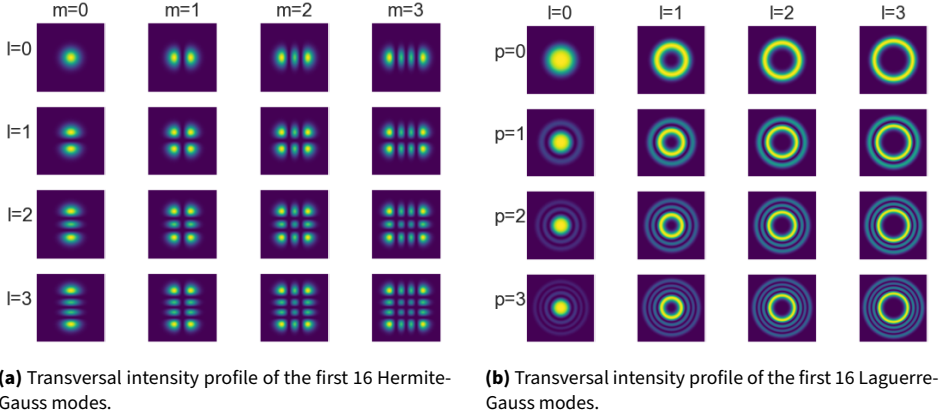 m=0 m=1 m=2 m=3
l=0
l=1
l=2
l=3
(a) Transversal intensity profile of the first 16 Hermite-
Gauss modes.
l=0 l=1 l=2 l=3
p=0
p=1
p=2
p=3
(b) Transversal intensity profile of the first 16 Laguerre-
Gauss modes.